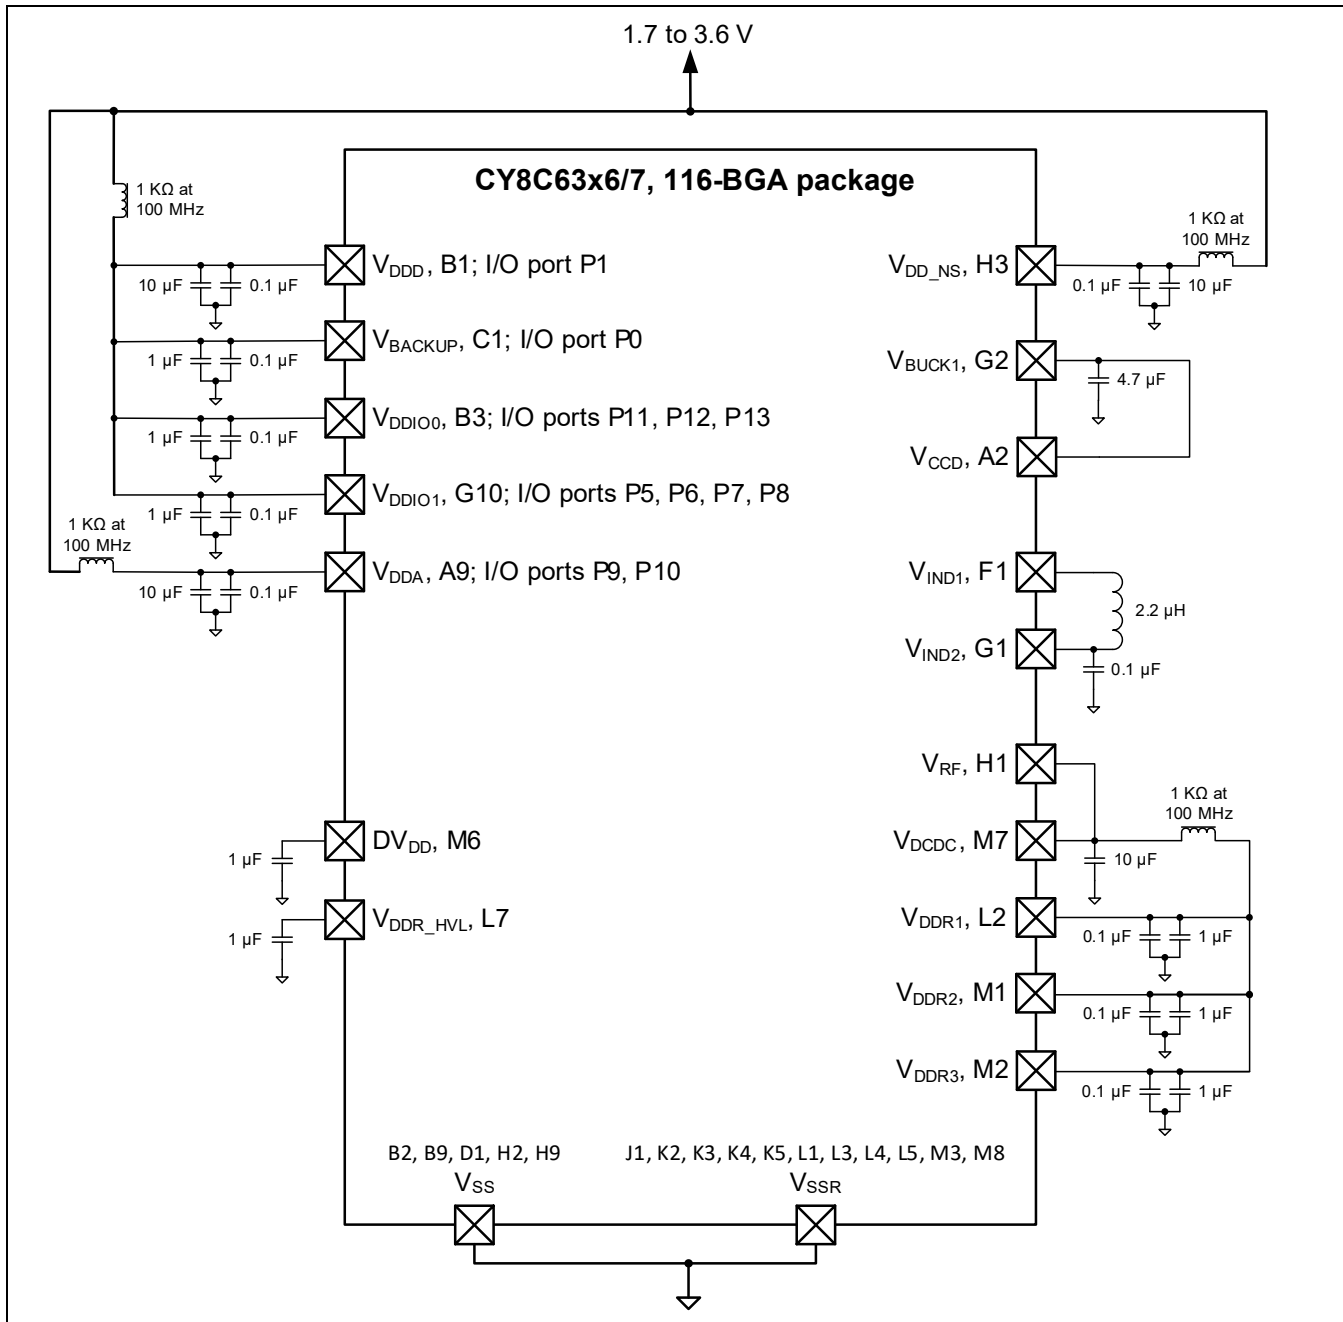 1.7 to 3.6 V
CY8C63x6/7, 116-BGA package
1 KΩ at
100 MHz
10 µF
0.1 µF
VDDD, B1; I/O port P1
1 µF
0.1 µF
VBACKUP, C1; I/O port P0
1 µF
0.1 µF
VDDIO0, B3; I/O ports P11, P12, P13
1 µF
0.1 µF
VDDIO1, G10; I/O ports P5, P6, P7, P8
1 KΩ at
100 MHz
10 µF
0.1 µF
VDDA, A9; I/O ports P9, P10
1 µF
DVDD, M6
1 µF
VDDR_HVL, L7
VDD_NS, H3
1 KΩ at
100 MHz
0.1 µF
10 µF
VBUCK1, G2
4.7 µF
VCCD, A2
VIND1, F1
2.2 µH
VIND2, G1
0.1 µF
VRF, H1
1 KΩ at
100 MHz
VDCDC, M7
10 µF
VDDR1, L2
0.1 µF
1 µF
VDDR2, M1
0.1 µF
1 µF
VDDR3, M2
0.1 µF
1 µF
B2, B9, D1, H2, H9
VSS
J1, K2, K3, K4, K5, L1, L3, L4, L5, M3, M8
VSSR